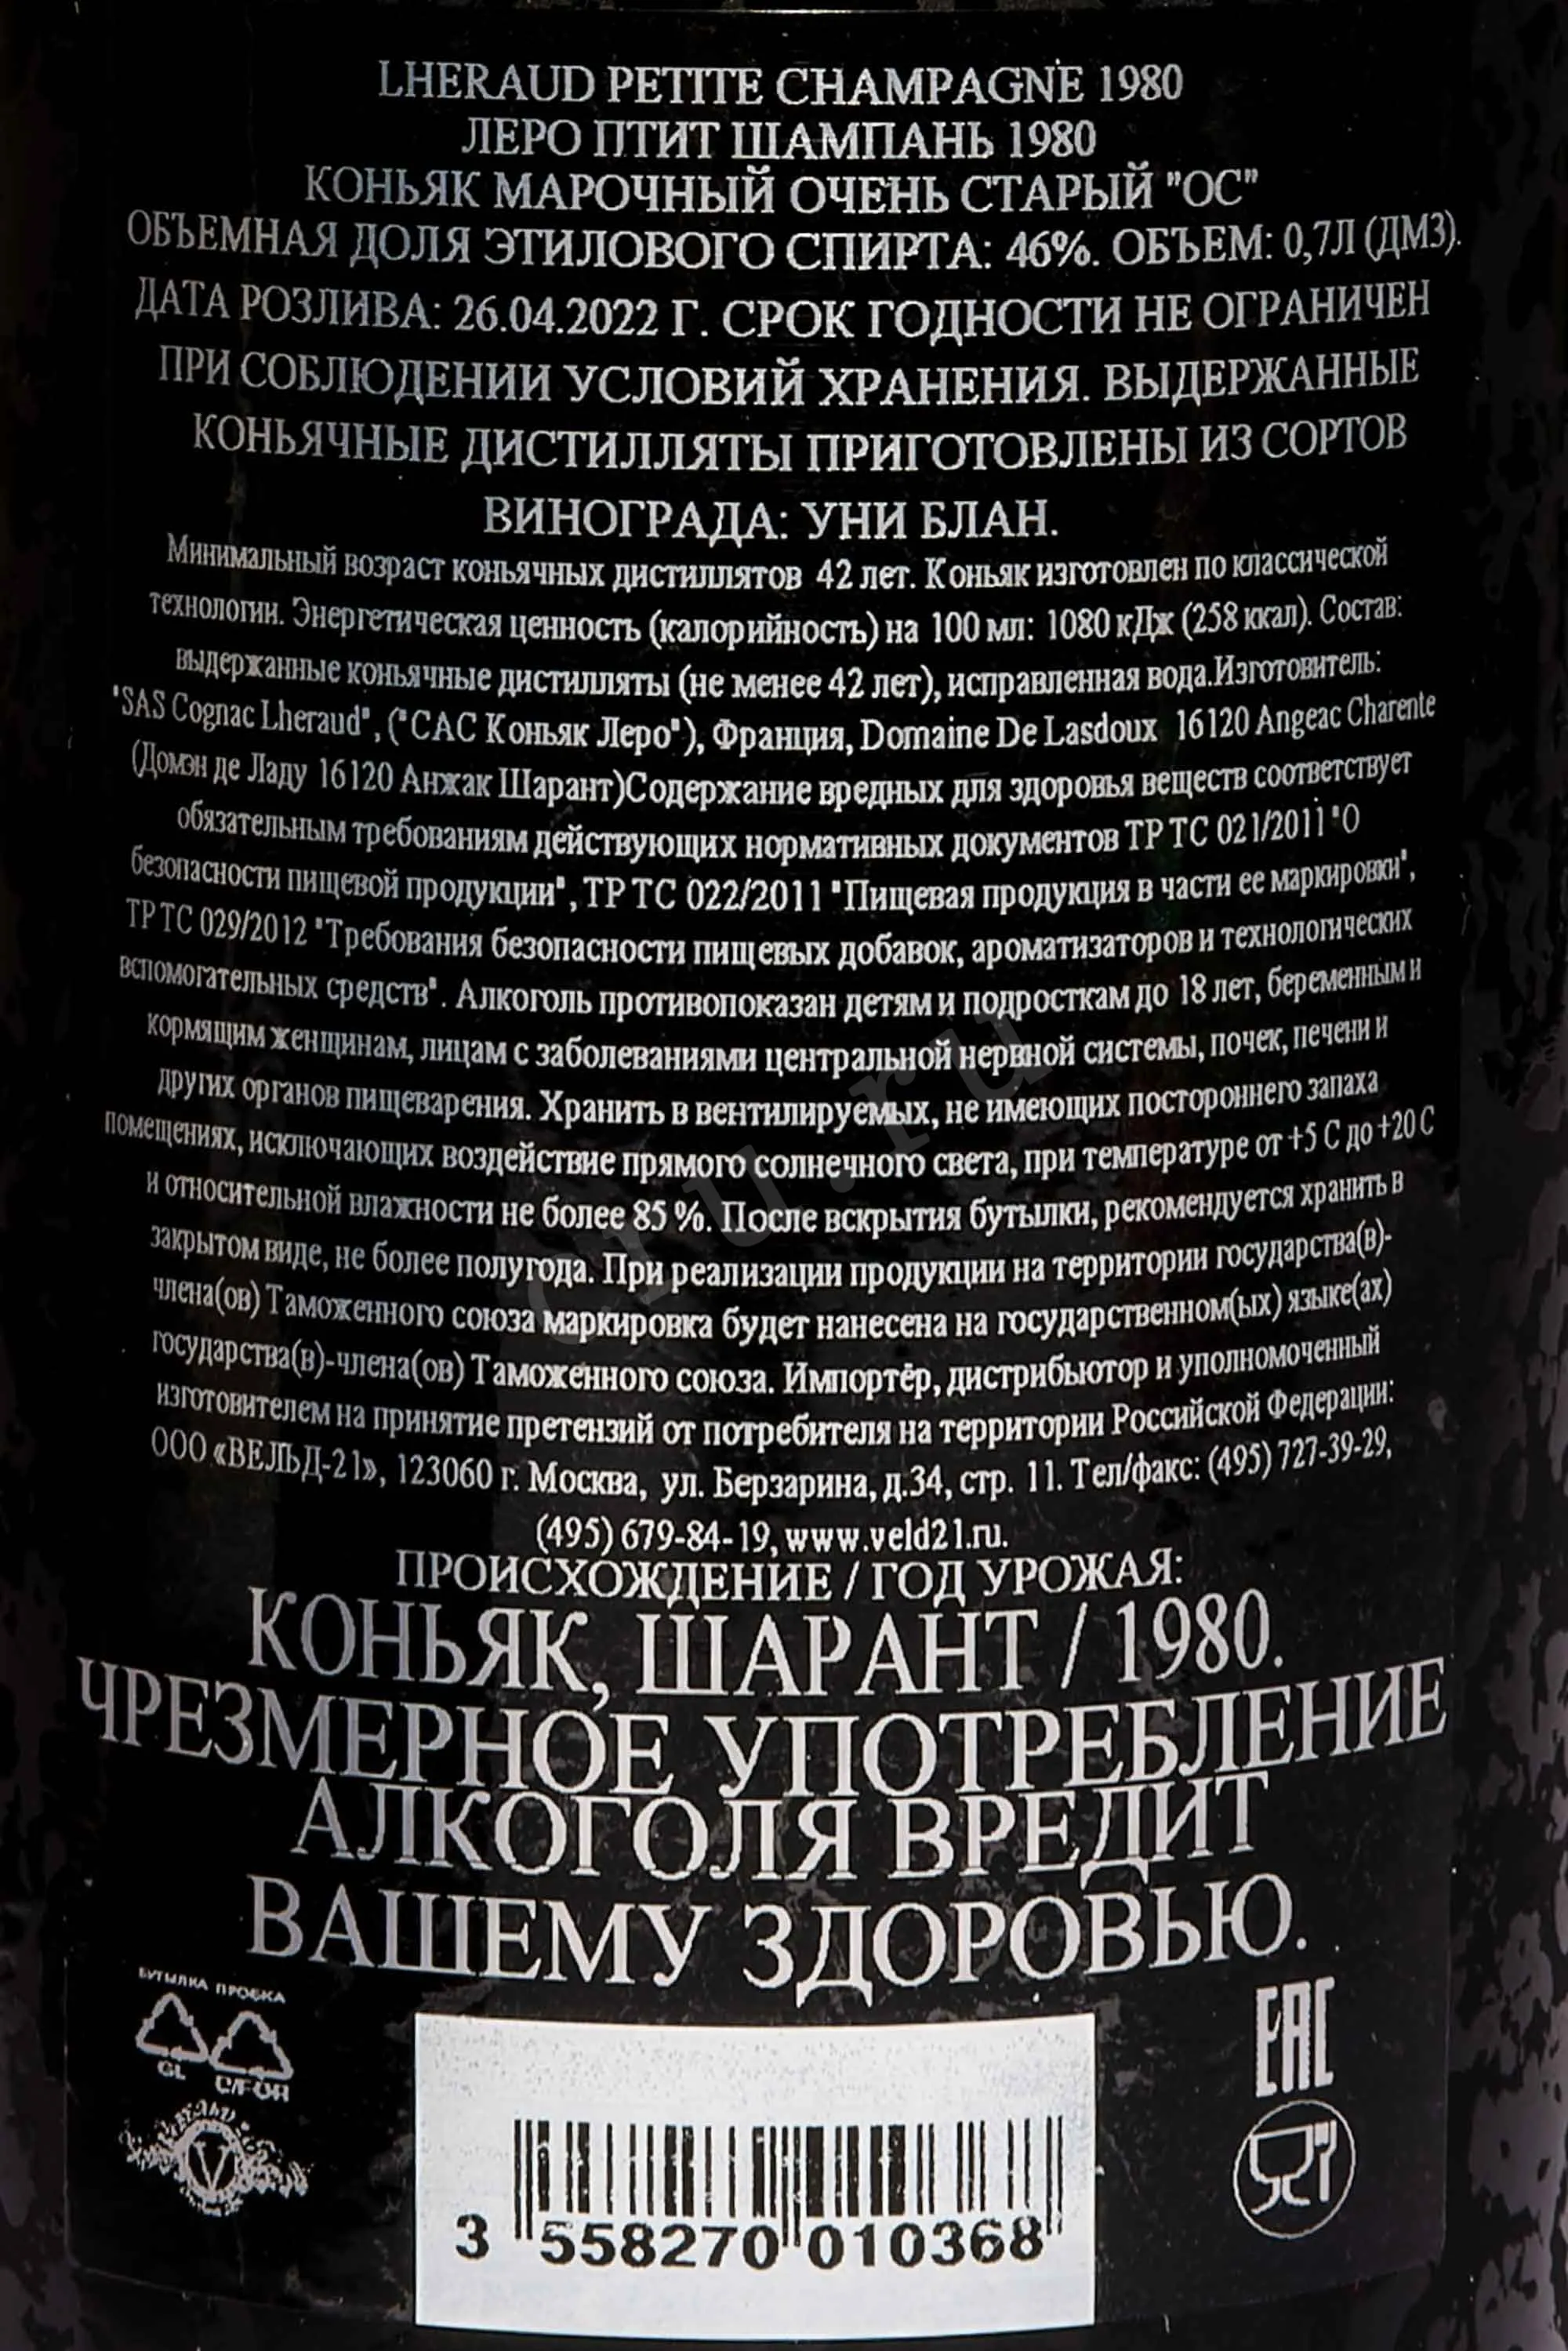 LHERAUD PETITE CHAMPAGNE 1980
ЛЕРО ПТИТ ШАМПАНЬ 1980
КОНЬЯК МАРОЧНЫЙ ОЧЕНЬ СТАРЫЙ "ОС"
ОБЪЕМНАЯ ДОЛЯ ЭТИЛОВОГО СПИРТА: 46%. ОБЪЕМ: 0,7Л (ДМ3).
ДАТА РОЗЛИВА: 26.04.2022 Г. СРОК ГОДНОСТИ НЕ ОГРАНИЧЕН
ПРИ СОБЛЮДЕНИИ УСЛОВИЙ ХРАНЕНИЯ. ВЫДЕРЖАННЫЕ
КОНЬЯЧНЫЕ ДИСТИЛЛЯТЫ ПРИГОТОВЛЕНЫ ИЗ СОРТОВ
ВИНОГРАДА: УНИ БЛАН.
Минимальный возраст коньячных дистиллятов 42 лет. Коньяк изготовлен по классической
технологии. Энергетическая ценность (калорийность) на 100 мл: 1080 кДж (258 ккал). Состав:
выдержанные коньячные дистилляты (не менее 42 лет), исправленная вода.Изготовитель:
"SAS Cognac Lheraud", ("САС Коньяк Леро"), Франция, Domaine De Lasdoux 16120 Angeac Charente
(Домэн де Ладу 16120 Анжак Шарант)Содержание вредных для здоровья веществ соответствует
обязательным требованиям действующих нормативных документов ТР ТС 021/2011 "О
безопасности пищевой продукции", ТР ТС 022/2011 "Пищевая продукция в части ее маркировки",
ТР ТС 029/2012 "Требования безопасности пищевых добавок, ароматизаторов и технологических
вспомогательных средств". Алкоголь противопоказан детям и подросткам до 18 лет, беременным и
кормящим женщинам, лицам с заболеваниями центральной нервной системы, почек, печени и
других органов пищеварения. Хранить в вентилируемых, не имеющих постороннего запаха
помещениях, исключающих воздействие прямого солнечного света, при температуре от +5 С до +20 С
и относительной влажности не более 85 %. После вскрытия бутылки, рекомендуется хранить в
закрытом виде, не более полугода. При реализации продукции на территории государства(в)-
члена(ов) Таможенного союза маркировка будет нанесена на государственном(ых) языке(ах)
государства(в)-члена(ов) Таможенного союза. Импортёр, дистрибьютор и уполномоченный
изготовителем на принятие претензий от потребителя на территории Российской Федерации:
ООО «ВЕЛЬД-21», 123060 г. Москва, ул. Берзарина, д.34, стр. 11. Тел/факс: (495) 727-39-29,
(495) 679-84-19, www.veld21.ru.
ПРОИСХОЖДЕНИЕ / ГОД УРОЖАЯ:
КОНЬЯК, ШАРАНТ / 1980.
ЧРЕЗМЕРНОЕ УПОТРЕБЛЕНИЕ
АЛКОГОЛЯ ВРЕДИТ
ВАШЕМУ ЗДОРОВЬЮ.
БУТЫЛКА ПРОБКА
GL C/FOR
EAC
V
3 558270 010368
cru.ru